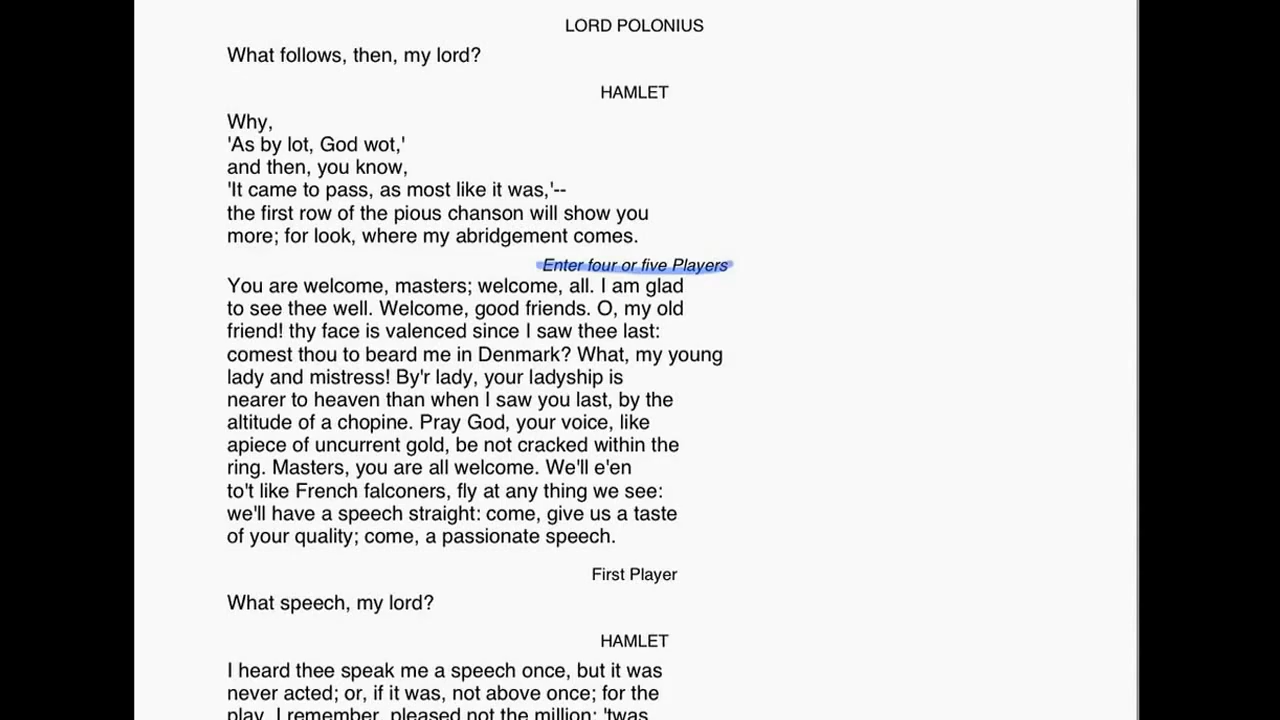 LORD POLONIUS
What follows, then, my lord?
HAMLET
Why,
'As by lot, God wot,'
and then, you know,
'It came to pass, as most like it was,'--
the first row of the pious chanson will show you
more; for look, where my abridgement comes.
Enter four or five Players
You are welcome, masters; welcome, all. I am glad
to see thee well. Welcome, good friends. O, my old
friend! thy face is valenced since I saw thee last:
comest thou to beard me in Denmark? What, my young
lady and mistress! By'r lady, your ladyship is
nearer to heaven than when I saw you last, by the
altitude of a chopine. Pray God, your voice, like
apiece of uncurrent gold, be not cracked within the
ring. Masters, you are all welcome. We'll e'en
to't like French falconers, fly at any thing we see:
we'll have a speech straight: come, give us a taste
of your quality; come, a passionate speech.
First Player
What speech, my lord?
HAMLET
I heard thee speak me a speech once, but it was
never acted; or, if it was, not above once; for the
play, I remember, pleased not the million; 'twas